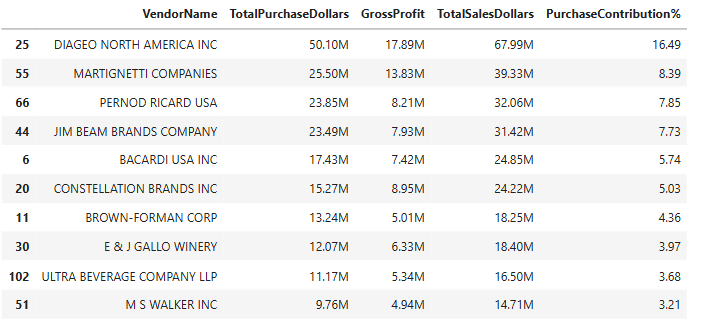 VendorName TotalPurchaseDollars GrossProfit TotalSalesDollars PurchaseContribution%
25 DIAGEO NORTH AMERICA INC 50.10M 17.89M 67.99M 16.49
55 MARTIGNETTI COMPANIES 25.50M 13.83M 39.33M 8.39
66 PERNOD RICARD USA 23.85M 8.21M 32.06M 7.85
44 JIM BEAM BRANDS COMPANY 23.49M 7.93M 31.42M 7.73
6 BACARDI USA INC 17.43M 7.42M 24.85M 5.74
20 CONSTELLATION BRANDS INC 15.27M 8.95M 24.22M 5.03
11 BROWN-FORMAN CORP 13.24M 5.01M 18.25M 4.36
30 E & J GALLO WINERY 12.07M 6.33M 18.40M 3.97
102 ULTRA BEVERAGE COMPANY LLP 11.17M 5.34M 16.50M 3.68
51 M S WALKER INC 9.76M 4.94M 14.71M 3.21